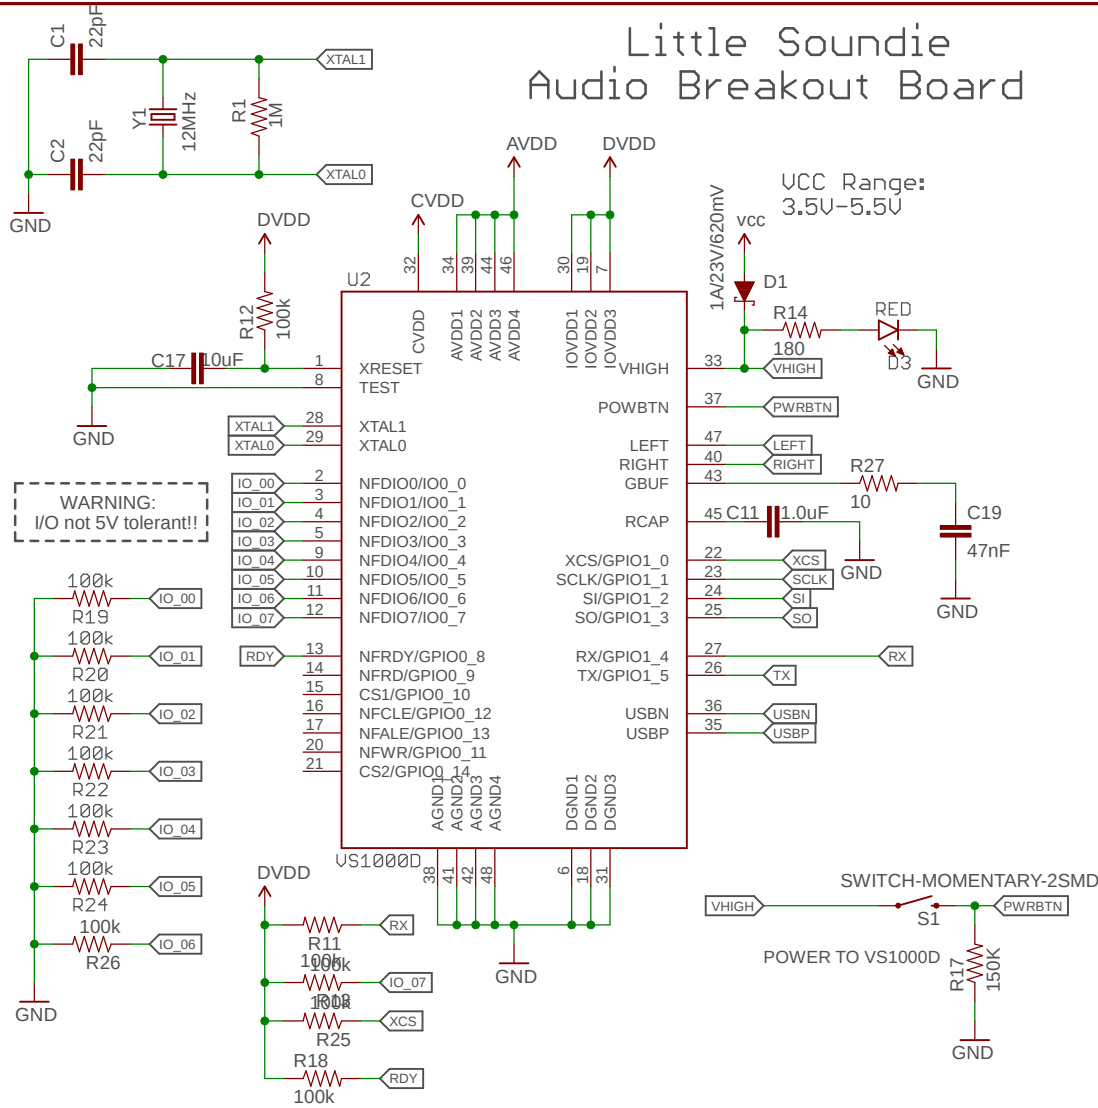 Little Soundie
Audio Breakout Board
C1
22pF
XTAL1
Y1
12MHz
R1
1M
C2
22pF
XTAL0
GND
AVDD
DVDD
CVDD
VCC Range:
3.5V-5.5V
DVDD
R12
100k
C17
10uF
GND
1A/23V/620mV
vcc
D1
R14
180
RED
D3
GND
VHIGH
U2
32
34
39
44
46
30
19
7
CVDD
AVDD1
AVDD2
AVDD3
AVDD4
IOVDD1
IOVDD2
IOVDD3
1 XRESET
8 TEST
XTAL1 28 XTAL1
XTAL0 29 XTAL0
IO_00 2 NFDIO0/IO0_0
IO_01 3 NFDIO1/IO0_1
IO_02 4 NFDIO2/IO0_2
IO_03 5 NFDIO3/IO0_3
IO_04 9 NFDIO4/IO0_4
IO_05 10 NFDIO5/IO0_5
IO_06 11 NFDIO6/IO0_6
IO_07 12 NFDIO7/IO0_7
RDY 13 NFRDY/GPIO0_8
14 NFRD/GPIO0_9
15 CS1/GPIO0_10
16 NFCLE/GPIO0_12
17 NFALE/GPIO0_13
20 NFWR/GPIO0_11
21 CS2/GPIO0_14
VHIGH 33
POWBTN 37 PWRBTN
LEFT 47 LEFT
RIGHT 40 RIGHT
GBUF 43
R27
10
C19
47nF
GND
RCAP 45 C11 1.0uF
GND
XCS/GPIO1_0 22 XCS
SCLK/GPIO1_1 23 SCLK
SI/GPIO1_2 24 SI
SO/GPIO1_3 25 SO
RX/GPIO1_4 27 RX
TX/GPIO1_5 26 TX
USBN 36 USBN
USBP 35 USBP
AGND1
AGND2
AGND3
AGND4
DGND1
DGND2
DGND3
VS1000D
38
41
42
48
6
18
31
GND
WARNING:
I/O not 5V tolerant!!
100k
R19
IO_00
100k
R20
IO_01
100k
R21
IO_02
100k
R22
IO_03
100k
R23
IO_04
100k
R24
IO_05
100k
R26
IO_06
GND
DVDD
R11
100k
RX
100k
IO_07
R13
100k
XCS
R25
R18
100k
RDY
SWITCH-MOMENTARY-2SMD
VHIGH
S1
PWRBTN
POWER TO VS1000D
R17
150K
GND